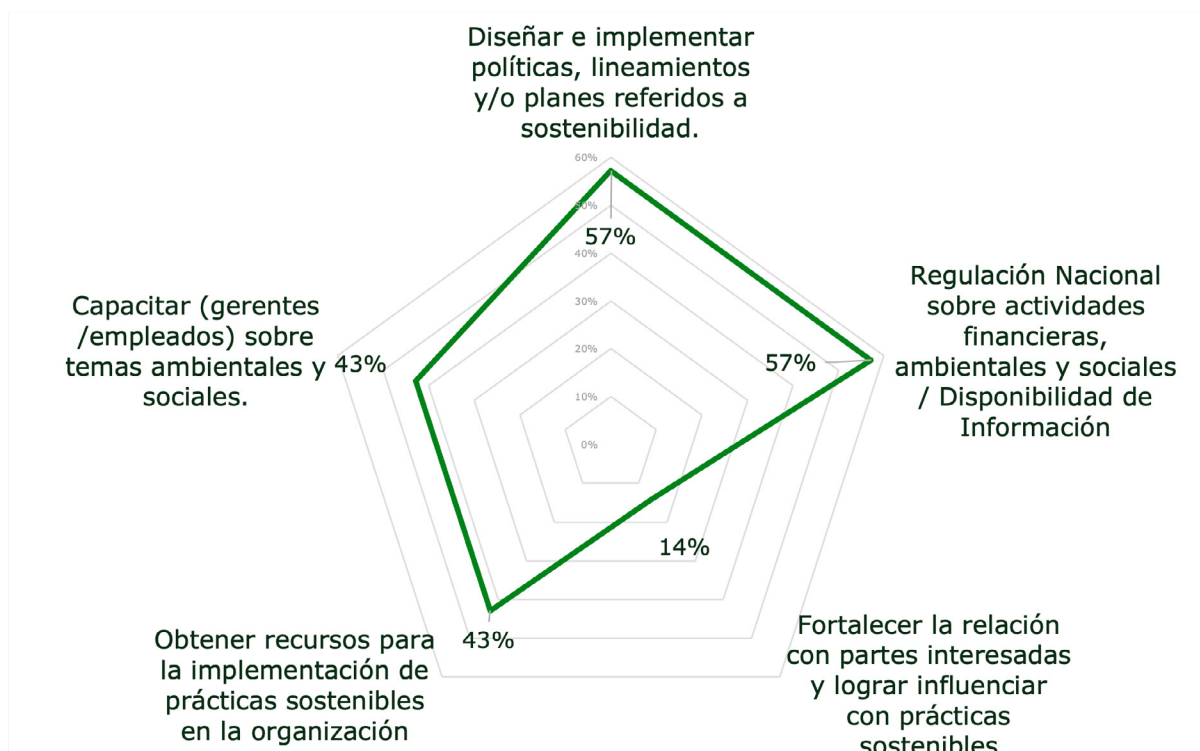 Diseñar e implementar
políticas, lineamientos
y/o planes referidos a
sostenibilidad.
60%
50%
57%
40%
30%
20%
10%
0%
Regulación Nacional
sobre actividades
financieras,
ambientales y sociales
/ Disponibilidad de
Información
57%
Capacitar (gerentes
/empleados) sobre
temas ambientales y
sociales.
43%
14%
Fortalecer la relación
con partes interesadas
y lograr influenciar
con prácticas
sostenibles
Obtener recursos para
la implementación de
prácticas sostenibles
en la organización
43%